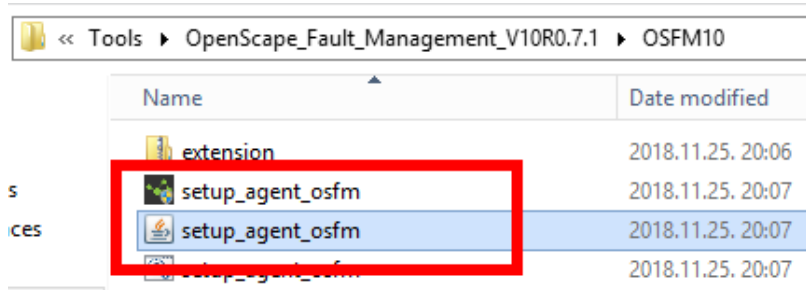 « Tools ▸ OpenScape_Fault_Management_V10R0.7.1 ▸ OSFM10
Name Date modified
extension 2018.11.25. 20:06
setup_agent_osfm 2018.11.25. 20:07
s
setup_agent_osfm 2018.11.25. 20:07
ces
setup_agent_osfm 2018.11.25. 20:07